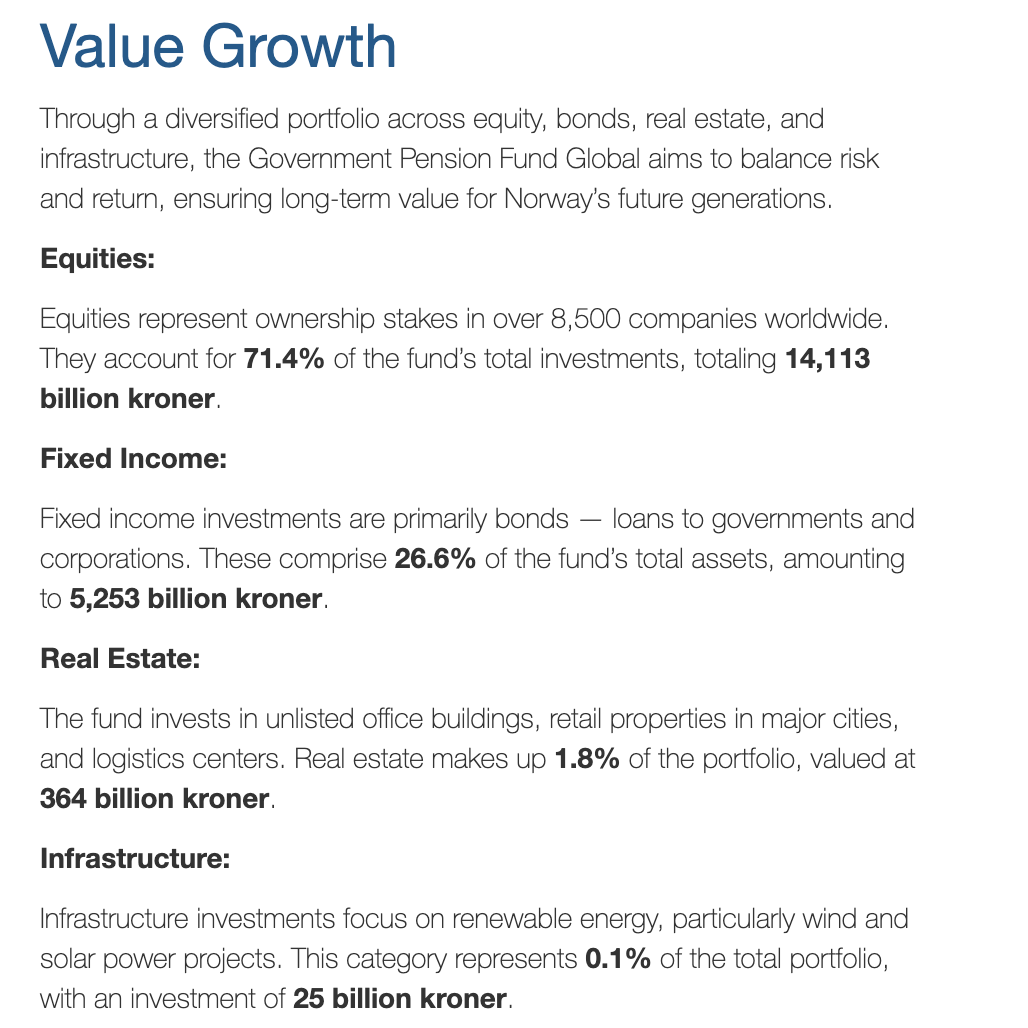 Value Growth
Through a diversified portfolio across equity, bonds, real estate, and
infrastructure, the Government Pension Fund Global aims to balance risk
and return, ensuring long-term value for Norway’s future generations.
Equities:
Equities represent ownership stakes in over 8,500 companies worldwide.
They account for 71.4% of the fund’s total investments, totaling 14,113
billion kroner.
Fixed Income:
Fixed income investments are primarily bonds — loans to governments and
corporations. These comprise 26.6% of the fund’s total assets, amounting
to 5,253 billion kroner.
Real Estate:
The fund invests in unlisted office buildings, retail properties in major cities,
and logistics centers. Real estate makes up 1.8% of the portfolio, valued at
364 billion kroner.
Infrastructure:
Infrastructure investments focus on renewable energy, particularly wind and
solar power projects. This category represents 0.1% of the total portfolio,
with an investment of 25 billion kroner.